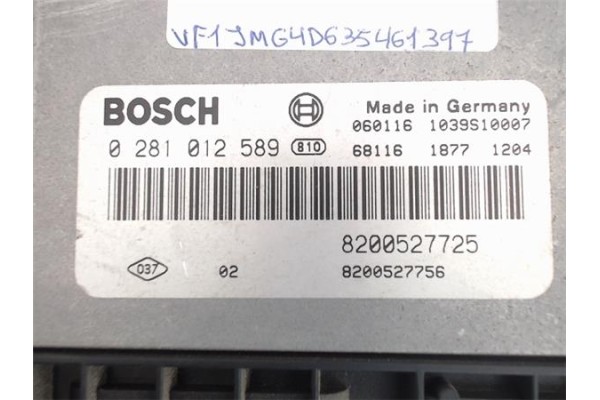 VF1JMG4D635461397
BOSCH
Made in Germany
060116 1039S10007
0 281 012 589 810
68116 1877 1204
8200527725
037 02 8200527756